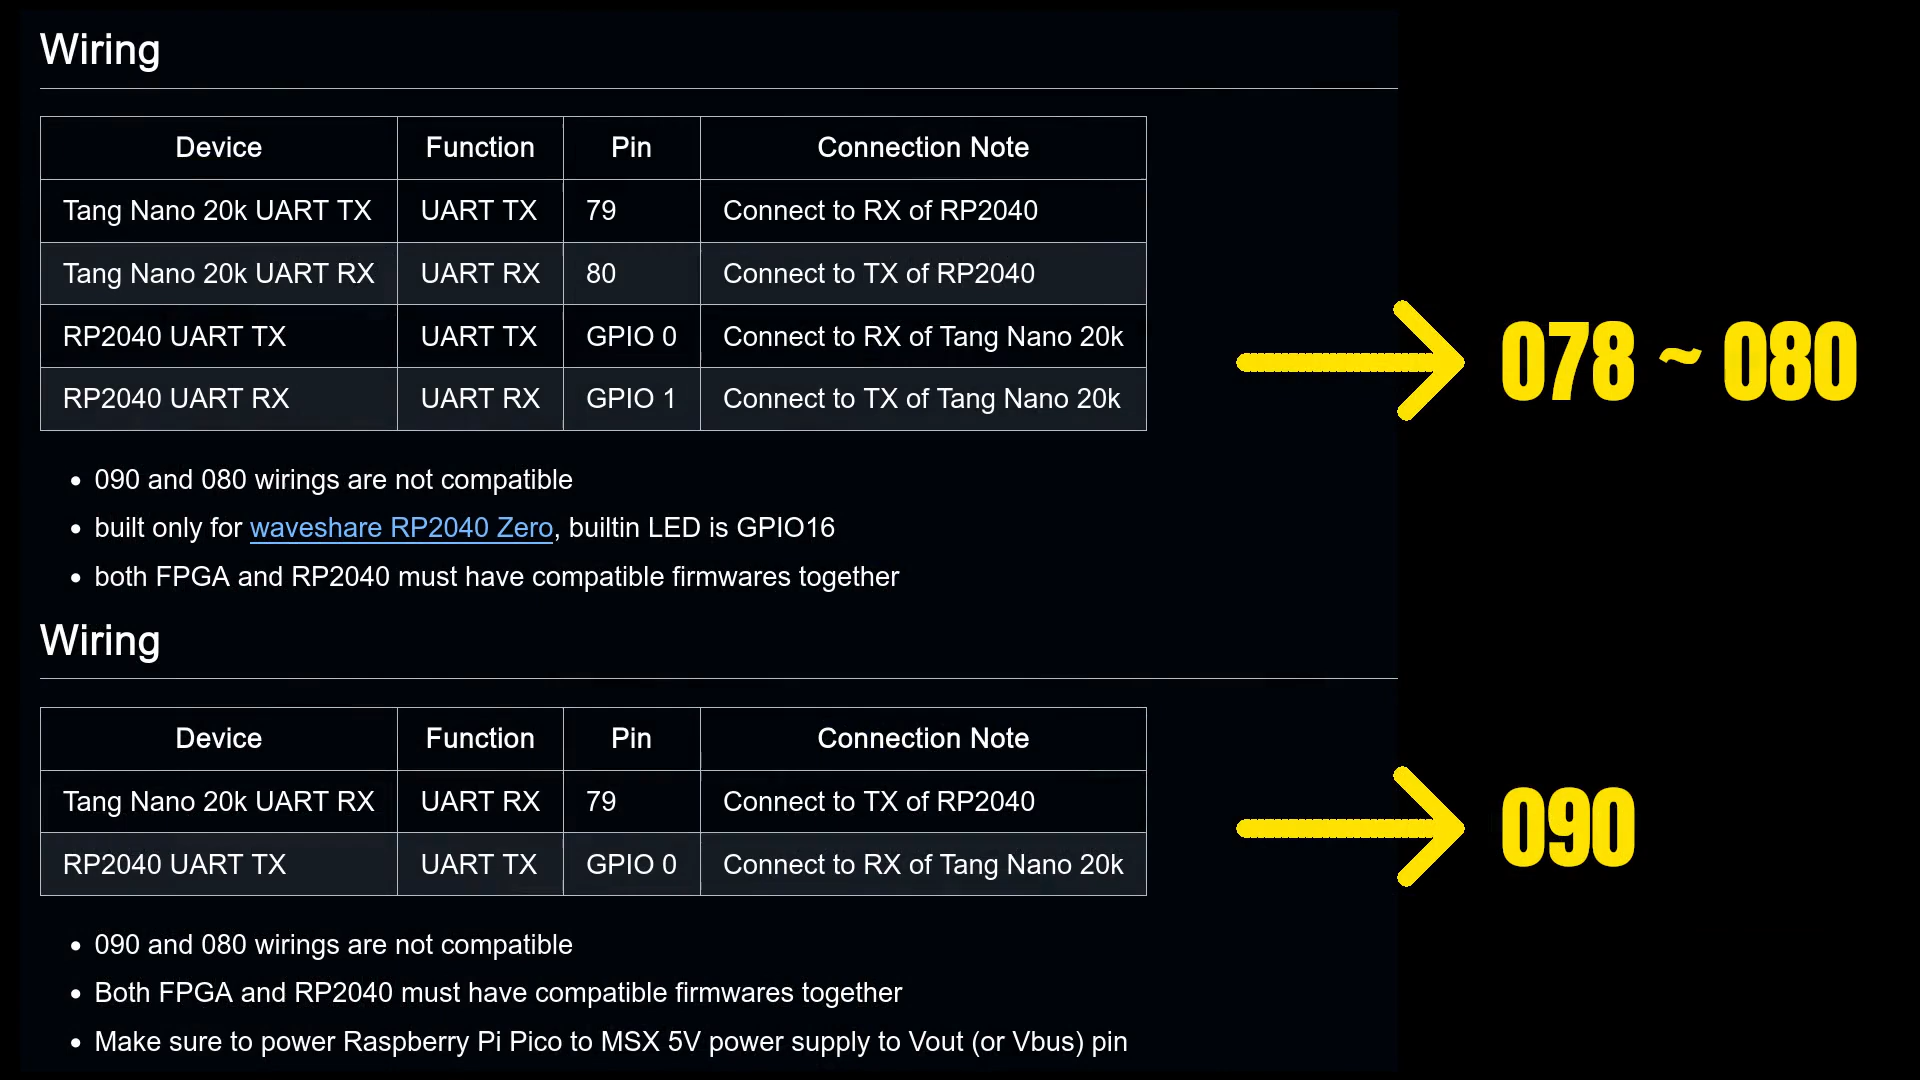 Wiring
Device Function Pin Connection Note
Tang Nano 20k UART TX UART TX 79 Connect to RX of RP2040
Tang Nano 20k UART RX UART RX 80 Connect to TX of RP2040
RP2040 UART TX UART TX GPIO 0 Connect to RX of Tang Nano 20k
RP2040 UART RX UART RX GPIO 1 Connect to TX of Tang Nano 20k
078 ~ 080
• 090 and 080 wirings are not compatible
• built only for waveshare RP2040 Zero, builtin LED is GPIO16
• both FPGA and RP2040 must have compatible firmwares together
Wiring
Device Function Pin Connection Note
Tang Nano 20k UART RX UART RX 79 Connect to TX of RP2040
RP2040 UART TX UART TX GPIO 0 Connect to RX of Tang Nano 20k
090
• 090 and 080 wirings are not compatible
• Both FPGA and RP2040 must have compatible firmwares together
• Make sure to power Raspberry Pi Pico to MSX 5V power supply to Vout (or Vbus) pin